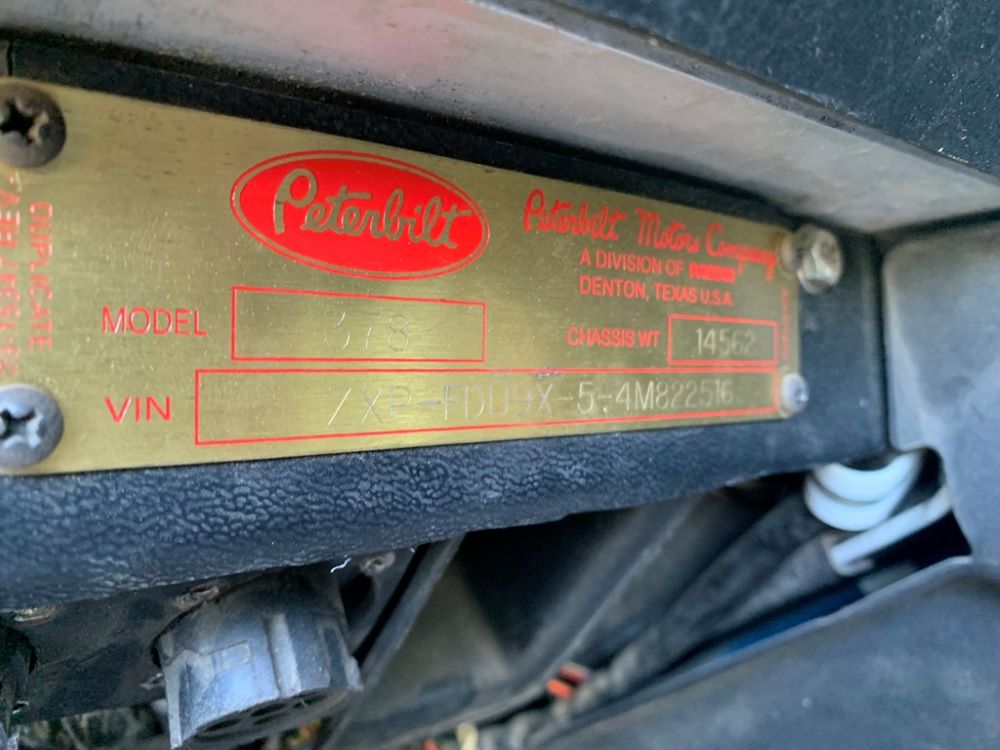 Peterbilt
Peterbilt Motors Company
A DIVISION OF
DENTON, TEXAS U.S.A.
MODEL 378
CHASSIS WT 14562
VIN XP-FDU9X-5-4M822516
DUPLICATE